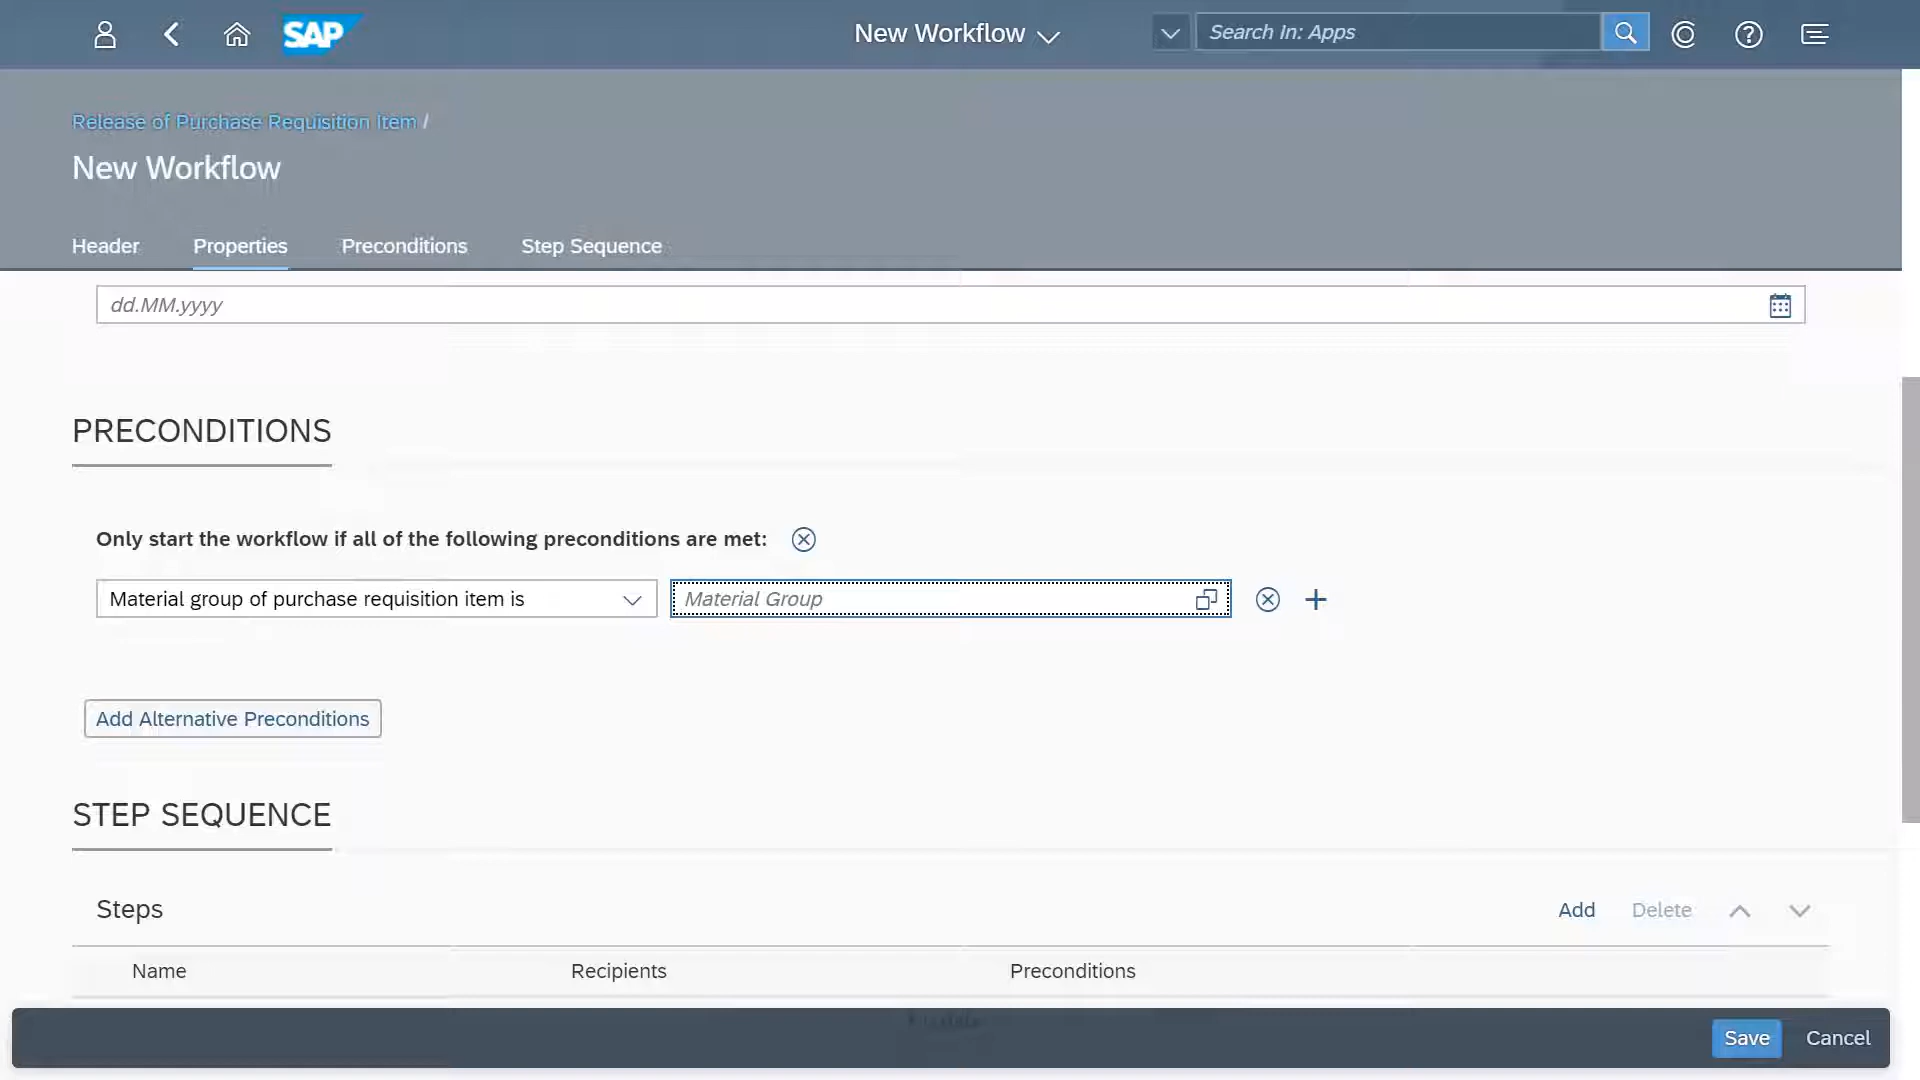 SAP
New Workflow
Search In: Apps
Release of Purchase Requisition Item /
New Workflow
Header
Properties
Preconditions
Step Sequence
dd.MM.yyyy
PRECONDITIONS
Only start the workflow if all of the following preconditions are met:
Material group of purchase requisition item is
Material Group
Add Alternative Preconditions
STEP SEQUENCE
Steps
Add
Delete
Name
Recipients
Preconditions
Save
Cancel